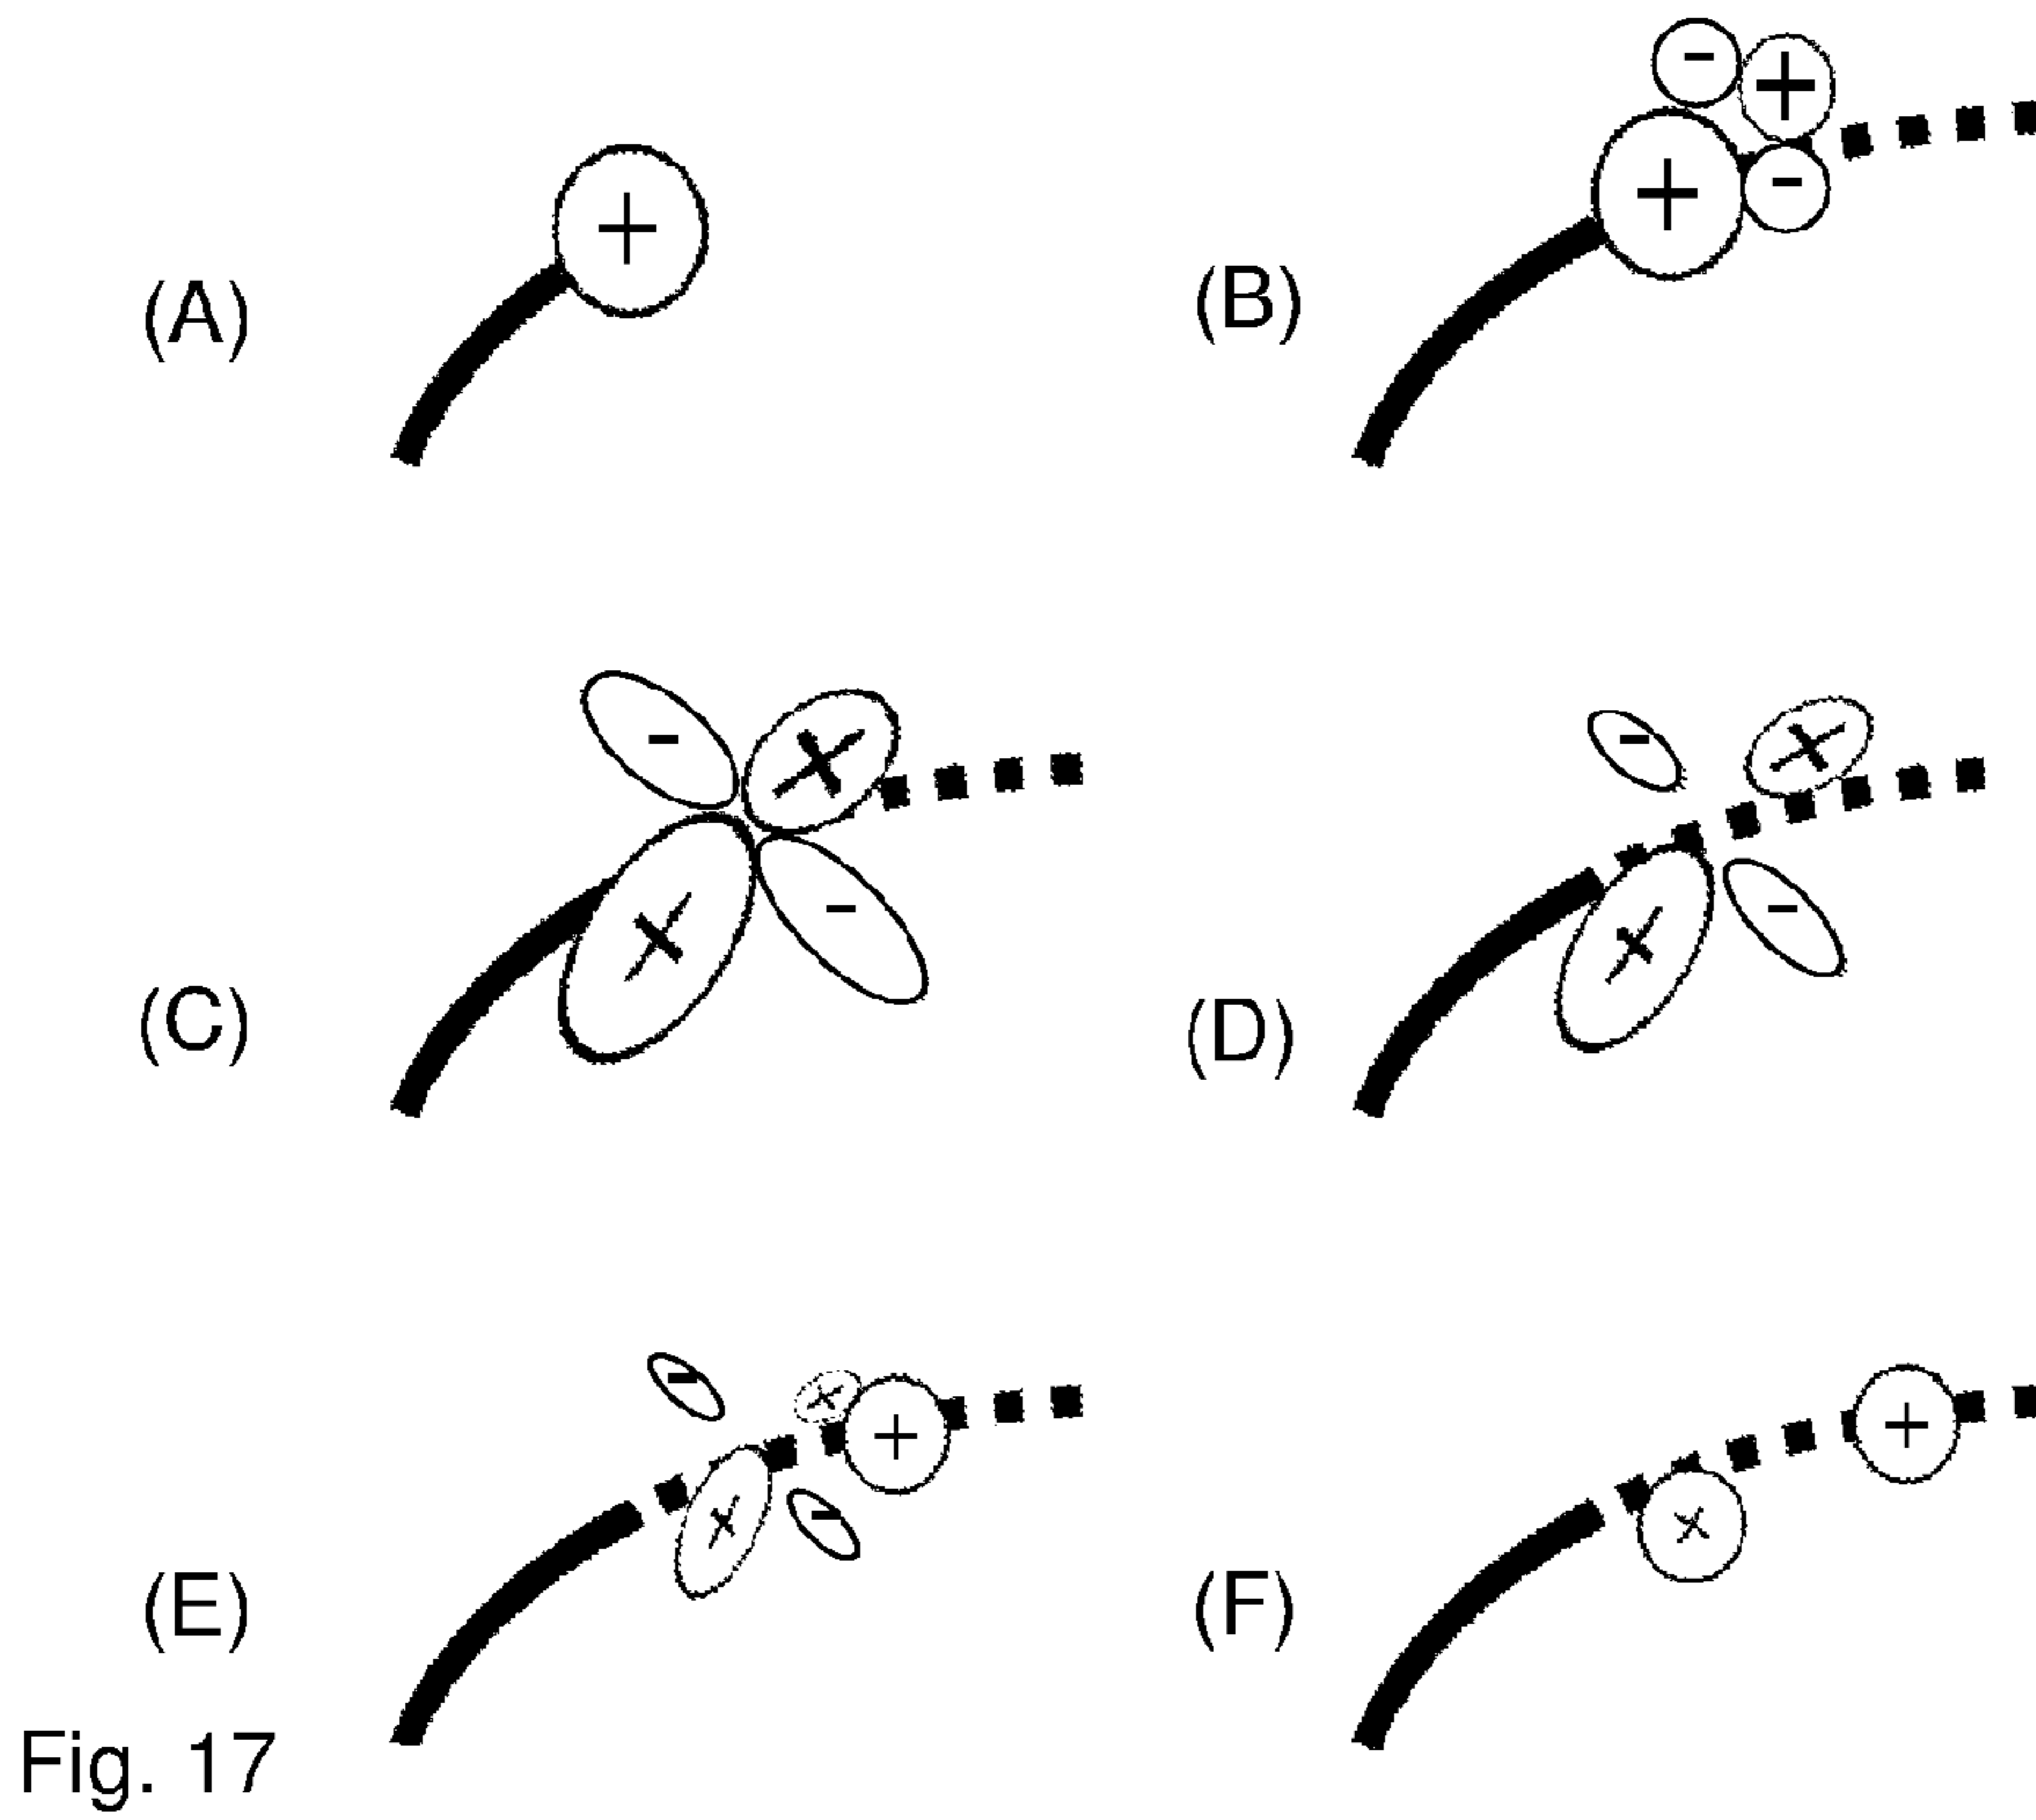 (A)
+
(B)
-
+
+
-
(C)
-
+
+
-
(D)
-
+
+
-
(E)
-
+
+
+
-
(F)
+
+
Fig. 17